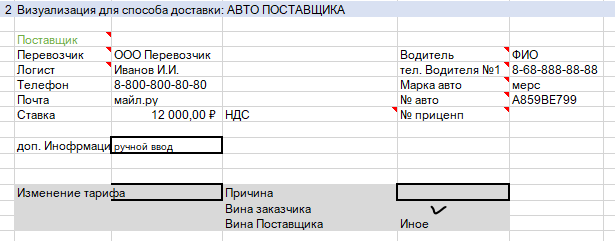 2 Визуализация для способа доставки: АВТО ПОСТАВЩИКА
Поставщик
Перевозчик ООО Перевозчик Водитель ФИО
Логист Иванов И.И. тел. Водителя №1 8-68-888-88-88
Телефон 8-800-800-80-80 Марка авто мерс
Почта майл.ру № авто А859ВЕ799
Ставка 12 000,00 ₽ НДС № прицепп
доп. Инофрмаци ручной ввод
Изменение тарифа Причина
Вина заказчика
Вина Поставщика Иное